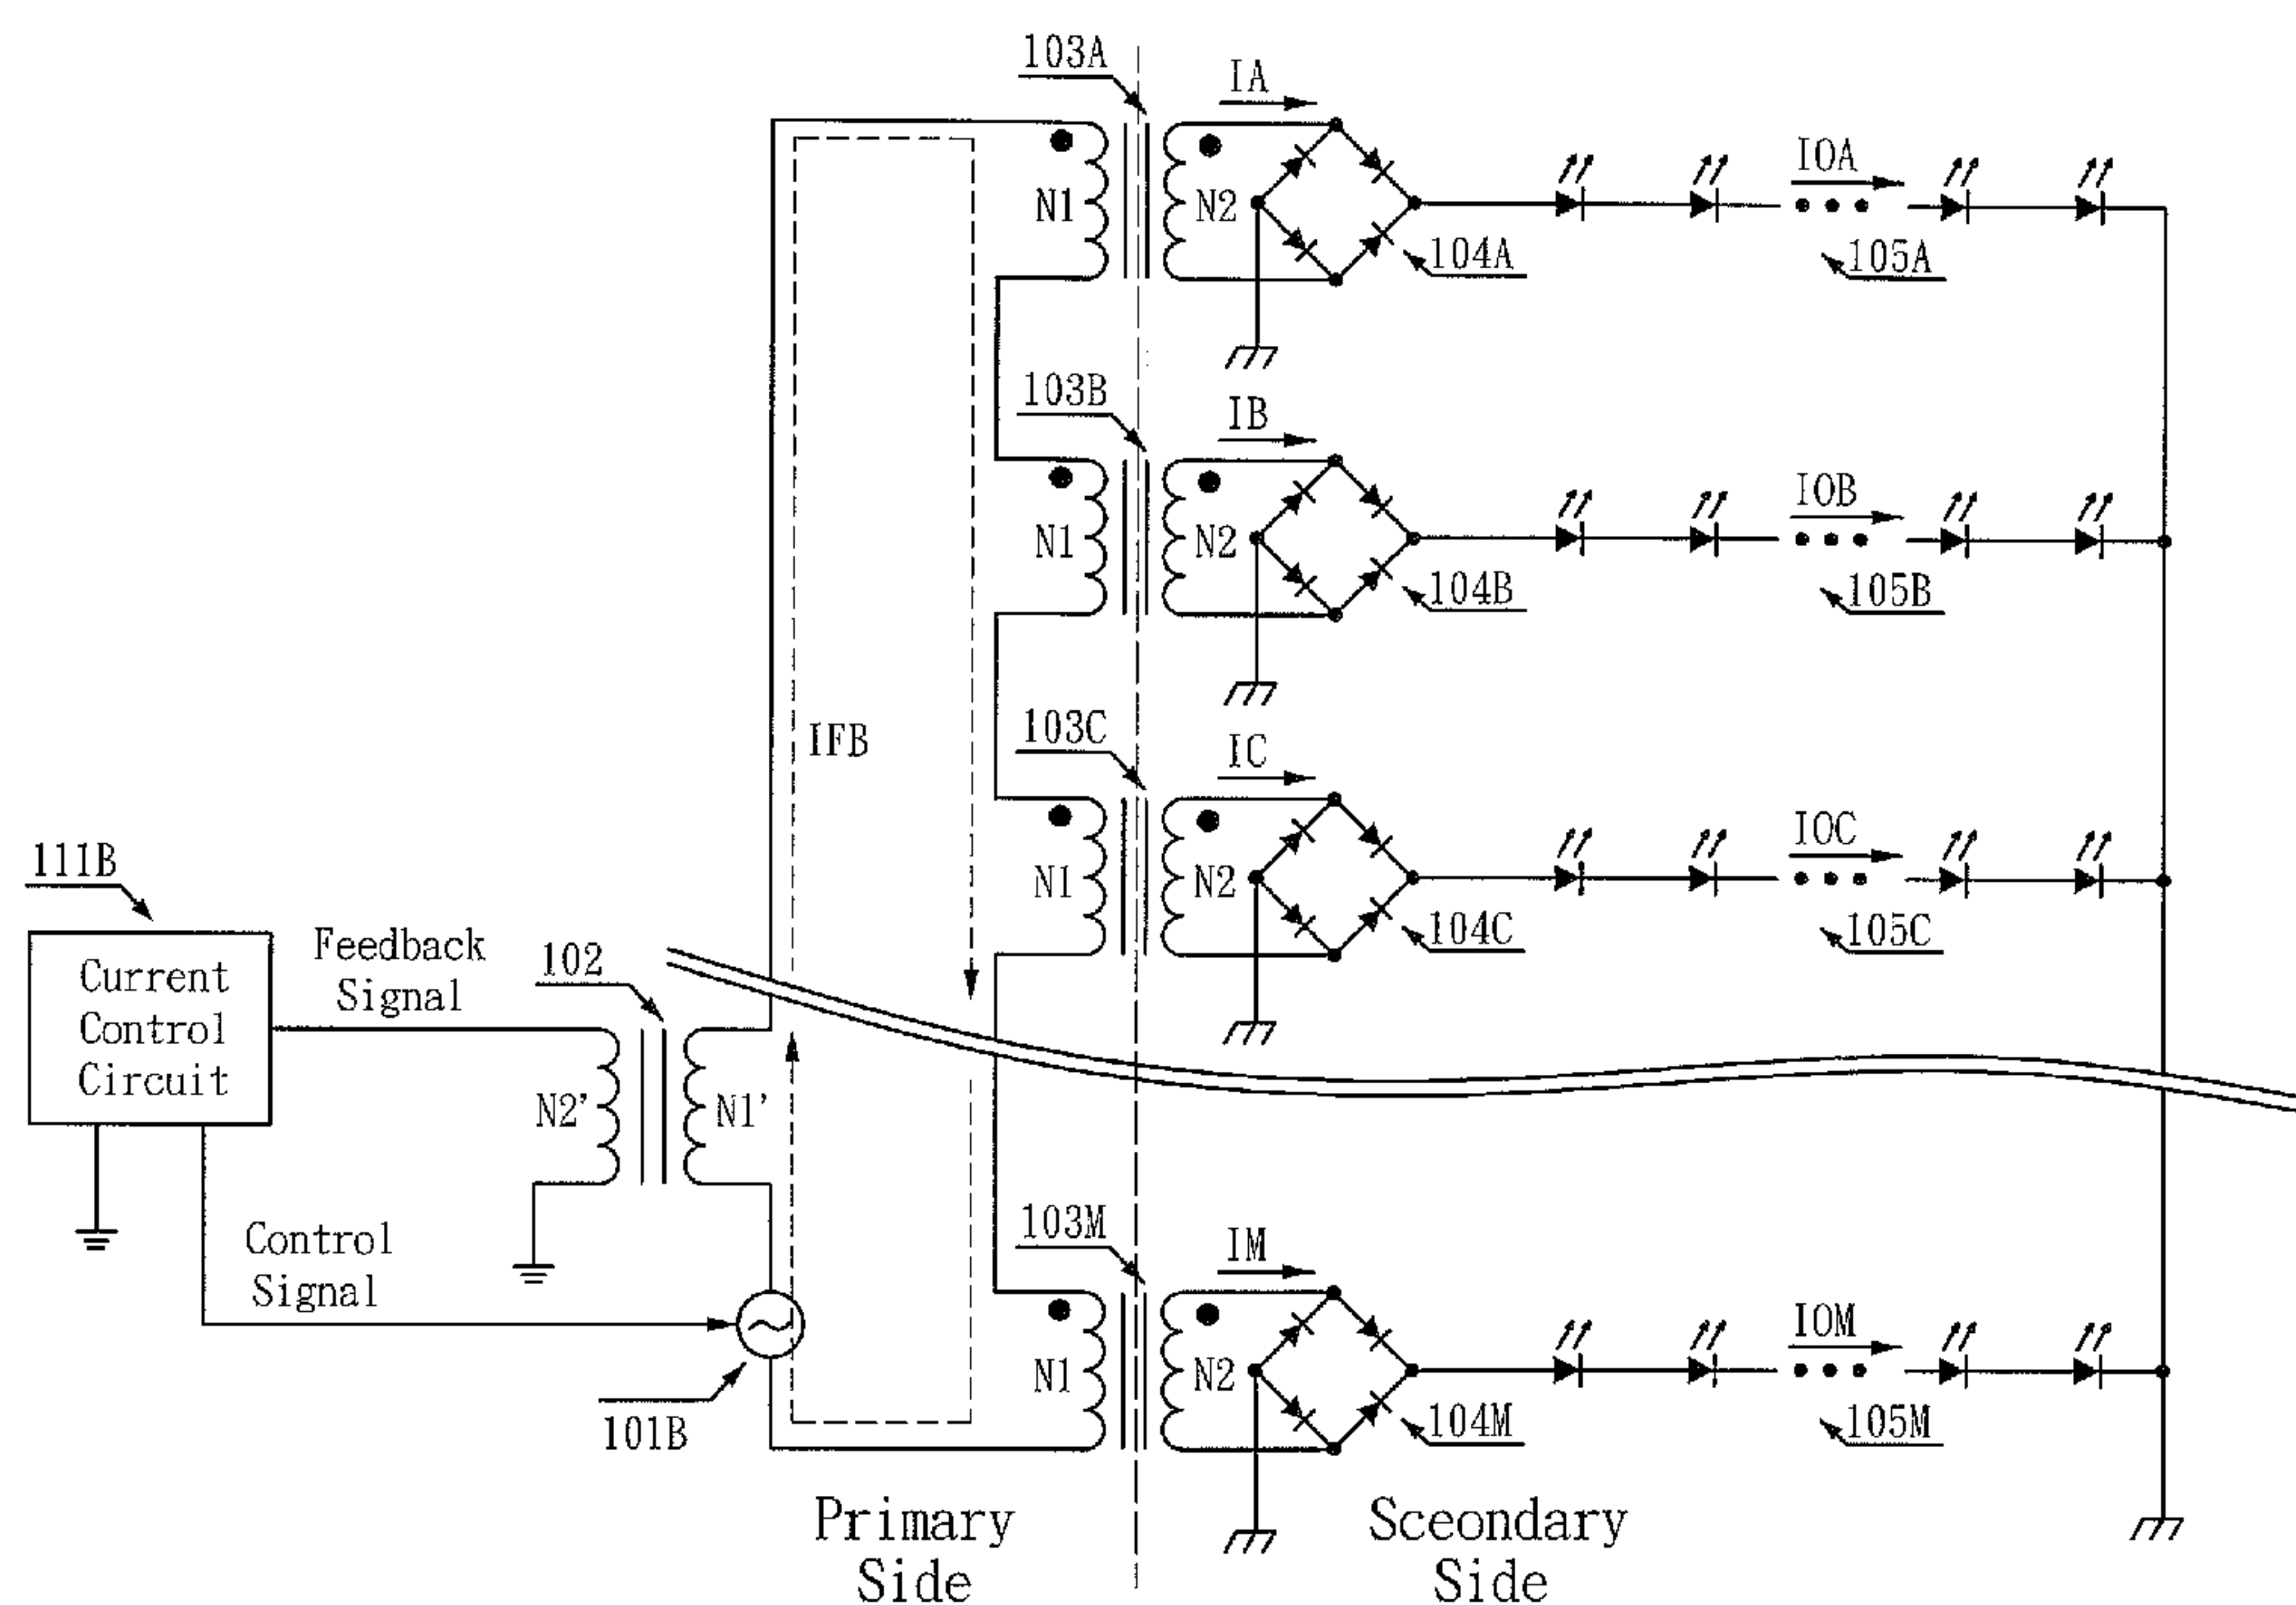 103A
IA
N1
N2
IOA
104A
105A
103B
IB
N1
N2
IOB
104B
105B
IFB
103C
IC
N1
N2
IOC
104C
105C
111B
Current
Control
Circuit
Feedback
Signal
102
N2'
N1'
Control
Signal
101B
103M
IM
N1
N2
IOM
104M
105M
Primary
Side
Sceondary
Side